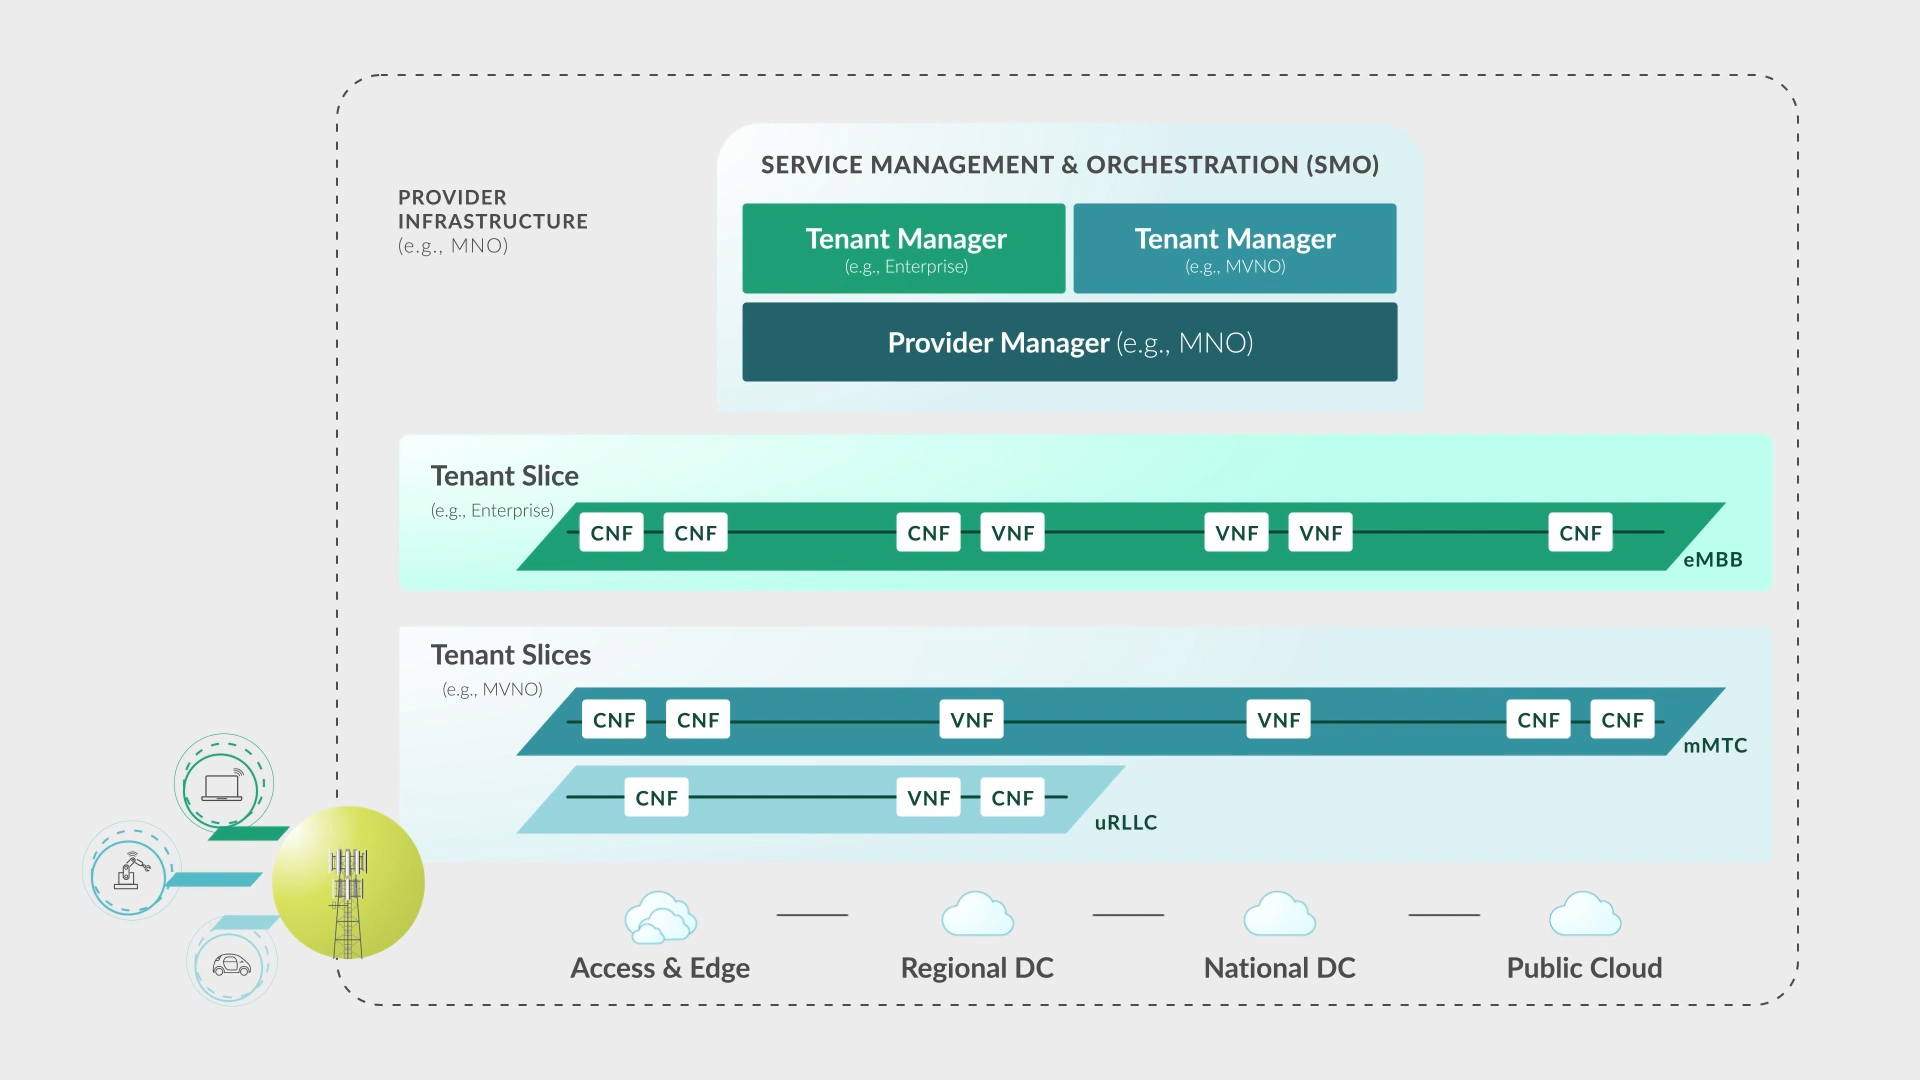 SERVICE MANAGEMENT & ORCHESTRATION (SMO)
PROVIDER
INFRASTRUCTURE
(e.g., MNO)
Tenant Manager
(e.g., Enterprise)
Tenant Manager
(e.g., MVNO)
Provider Manager (e.g., MNO)
Tenant Slice
(e.g., Enterprise)
CNF CNF CNF VNF VNF VNF CNF
eMBB
Tenant Slices
(e.g., MVNO)
CNF CNF VNF VNF CNF CNF
mMTC
CNF VNF CNF
uRLLC
Access & Edge
Regional DC
National DC
Public Cloud